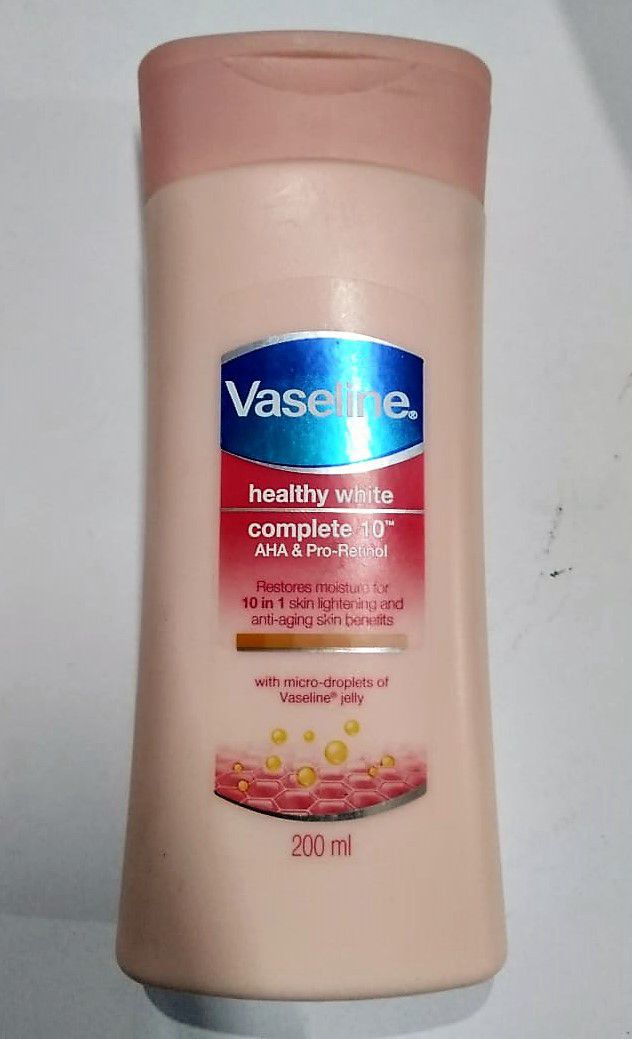 Vaseline®
healthy white
complete 10™
AHA & Pro-Retinol
Restores moisture for
10 in 1 skin lightening and
anti-aging skin benefits
with micro-droplets of
Vaseline® jelly
200 ml